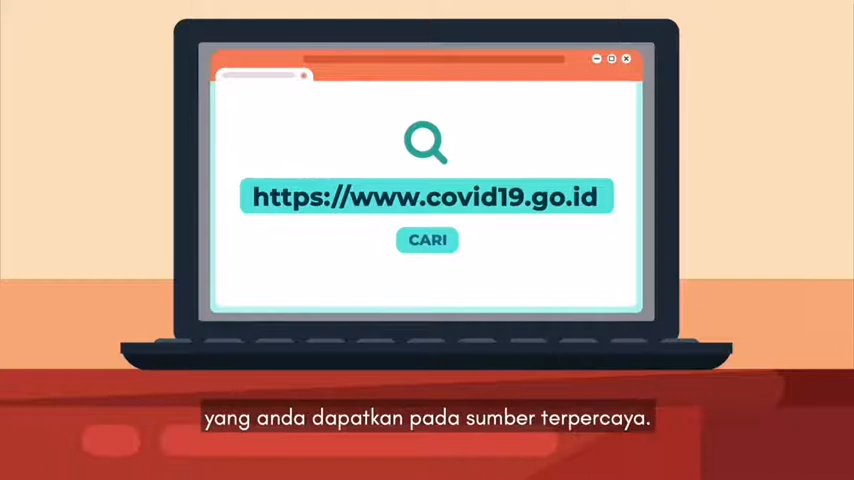 https://www.covid19.go.id
CARI
yang anda dapatkan pada sumber terpercaya.